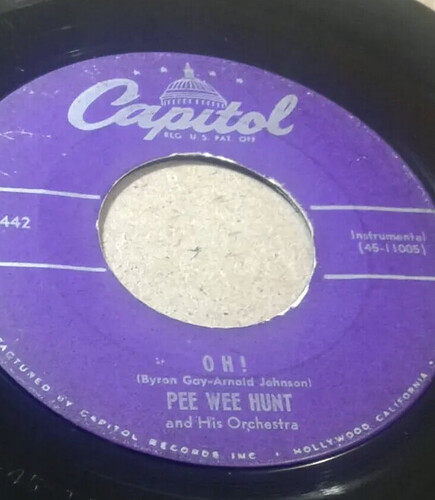 Capitol
REG. U.S. PAT. OFF.
442
Instrumental
(45-11005)
OH!
(Byron Gay-Arnold Johnson)
PEE WEE HUNT
and His Orchestra
CAPITOL RECORDS INC • HOLLYWOOD, CALIFORNIA •